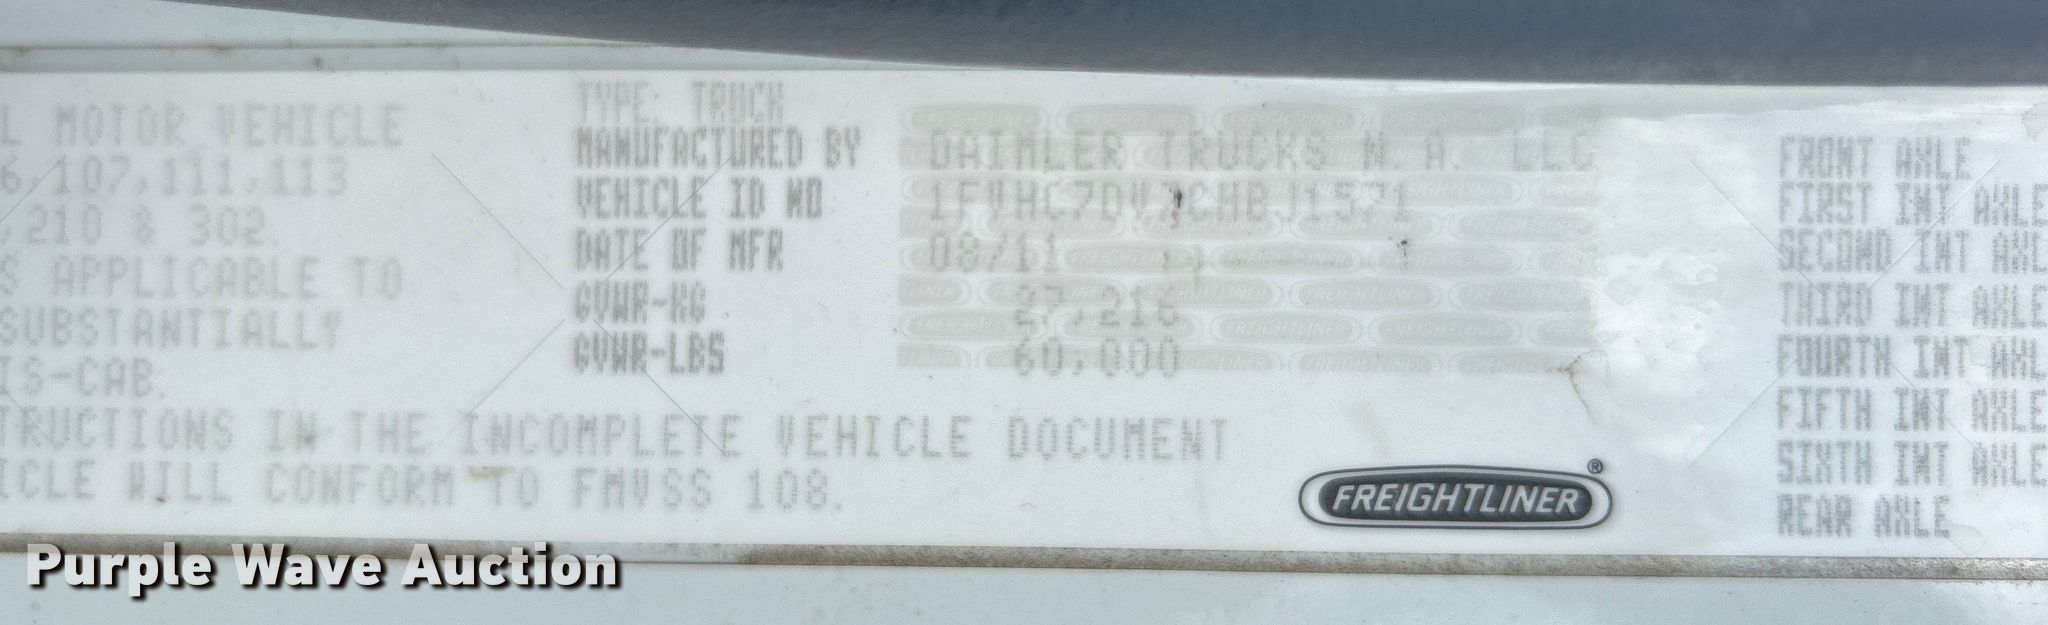 L MOTOR VEHICLE
6,107,111,113
,210 & 302.
S APPLICABLE TO
SUBSTANTIALLY
IS-CAB.
TRUCTIONS IN THE INCOMPLETE VEHICLE DOCUMENT
ICLE WILL CONFORM TO FMVSS 108.
TYPE: TRUCK
MANUFACTURED BY DAIMLER TRUCKS N A. LLC
VEHICLE ID NO
DATE OF MFR 08/11
GVWR-KG 27,216
GVWR-LBS 60,000
FREIGHTLINER®
FRONT AXLE
FIRST INT AXLE
SECOND INT AXLE
THIRD INT AXLE
FOURTH INT AXL
FIFTH INT AXLE
SIXTH INT AXLE
REAR AXLE
Purple Wave Auction